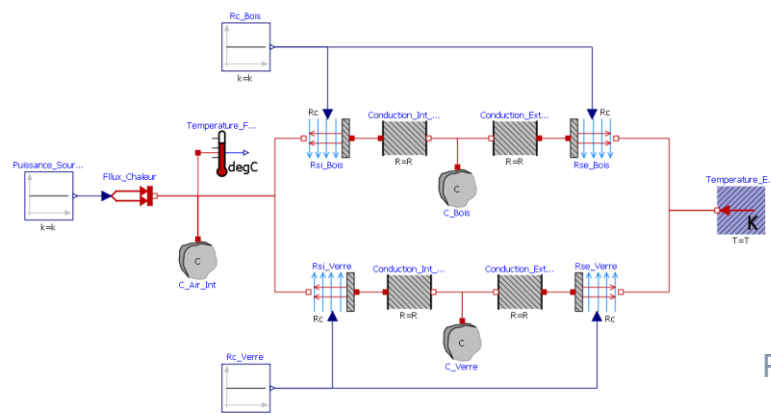 Rc_Bois
k=k
Temperature_F...
degC
Rc
Rsi_Bois
Conduction_Int_...
R=R
Conduction_Ext...
R=R
Rc
Rse_Bois
C
C_Bois
Puissance_Sour...
k=k
Fllux_Chaleur
C
C_Air_Int
Temperature_E...
K
T=T
Rsi_Verre
Rc
Conduction_Int_...
R=R
Conduction_Ext...
R=R
Rse_Verre
Rc
C
C_Verre
Rc_Verre
k=k